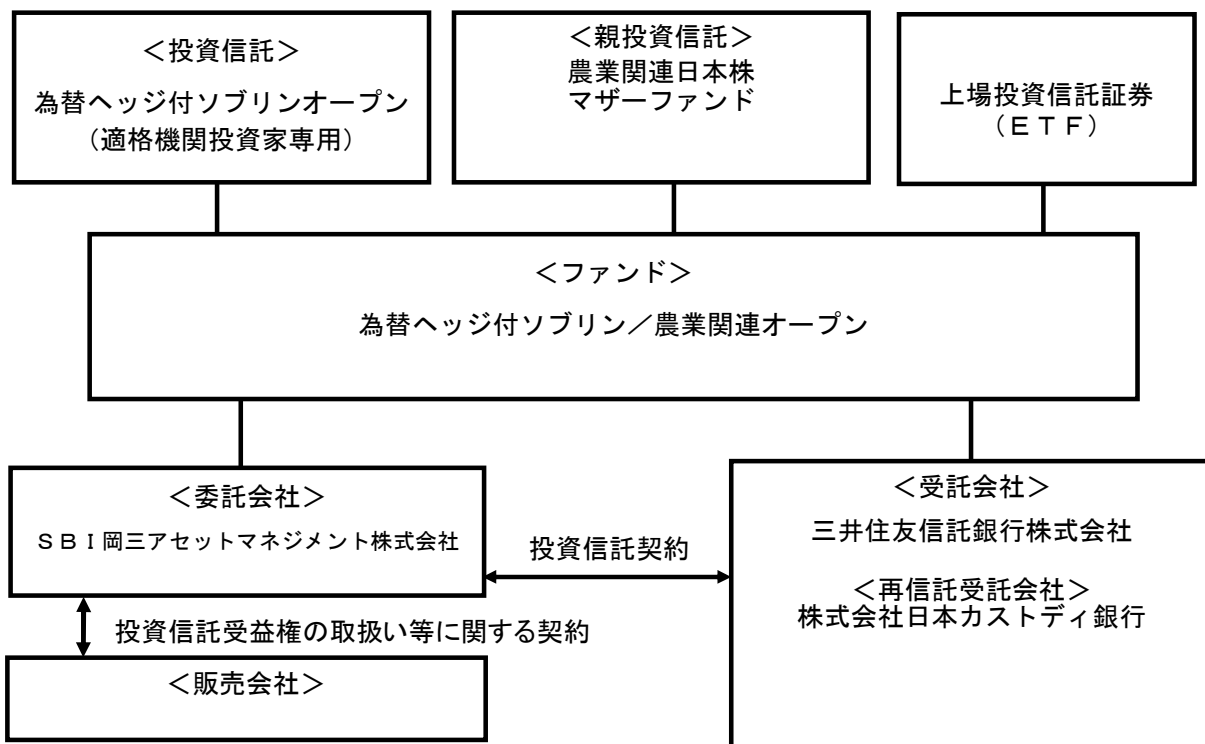 ＜投資信託＞
為替ヘッジ付ソブリンオープン
（適格機関投資家専用）
＜親投資信託＞
農業関連日本株
マザーファンド
上場投資信託証券
（ＥＴＦ）
＜ファンド＞
為替ヘッジ付ソブリン／農業関連オープン
＜委託会社＞
ＳＢＩ岡三アセットマネジメント株式会社
投資信託契約
＜受託会社＞
三井住友信託銀行株式会社
＜再信託受託会社＞
株式会社日本カストディ銀行
投資信託受益権の取扱い等に関する契約
＜販売会社＞